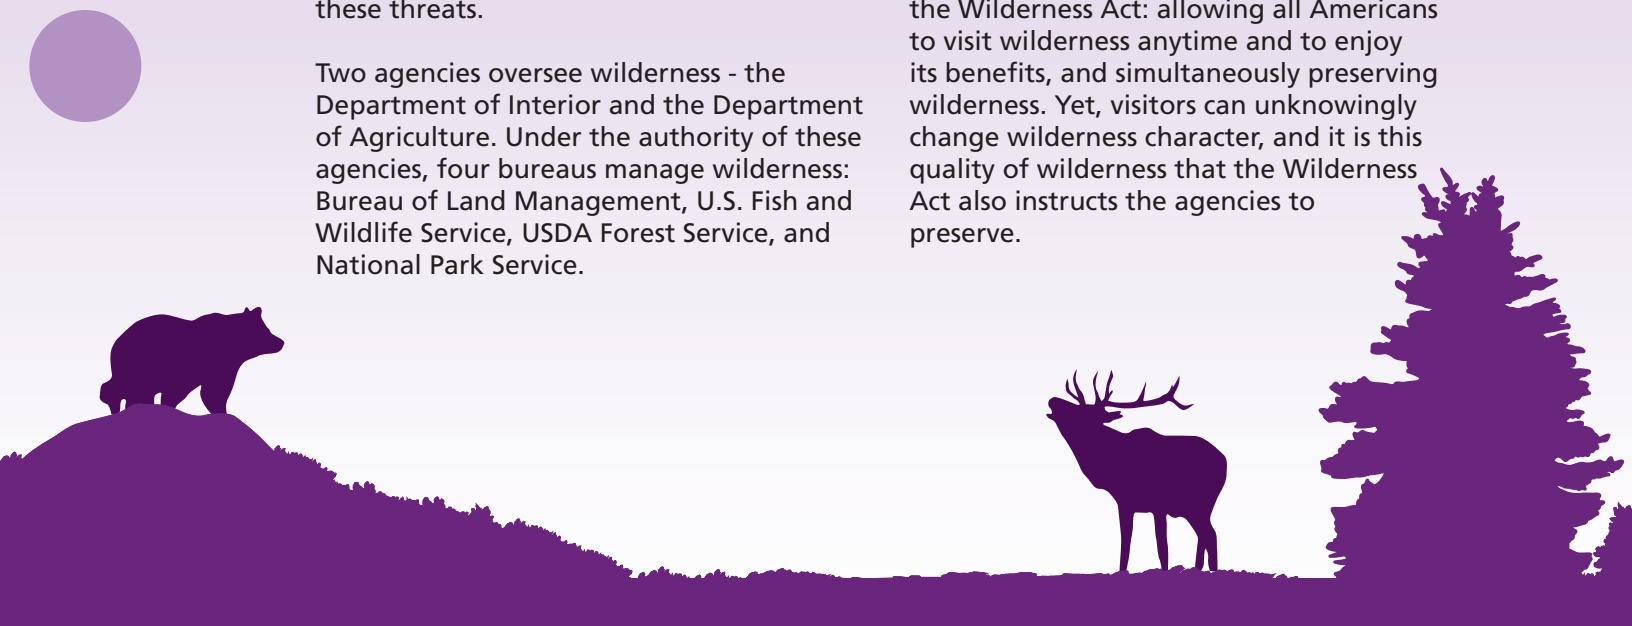 these threats.
Two agencies oversee wilderness - the
Department of Interior and the Department
of Agriculture. Under the authority of these
agencies, four bureaus manage wilderness:
Bureau of Land Management, U.S. Fish and
Wildlife Service, USDA Forest Service, and
National Park Service.
the Wilderness Act: allowing all Americans
to visit wilderness anytime and to enjoy
its benefits, and simultaneously preserving
wilderness. Yet, visitors can unknowingly
change wilderness character, and it is this
quality of wilderness that the Wilderness
Act also instructs the agencies to
preserve.